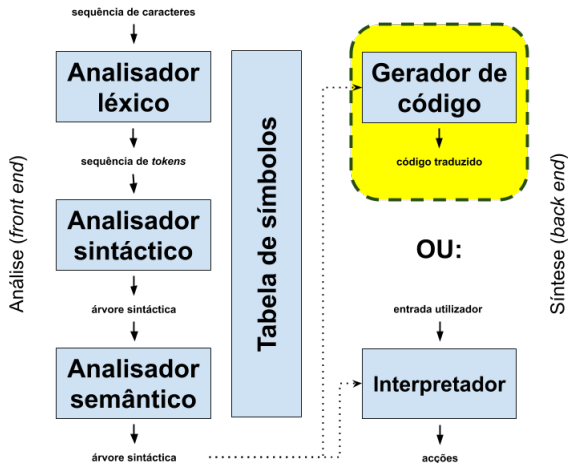 sequência de caracteres
Analisador
léxico
sequência de tokens
Analisador
sintáctico
árvore sintáctica
Analisador
semântico
árvore sintáctica
Análise (front end)
Tabela de símbolos
Gerador de
código
código traduzido
OU:
entrada utilizador
Interpretador
acções
Síntese (back end)